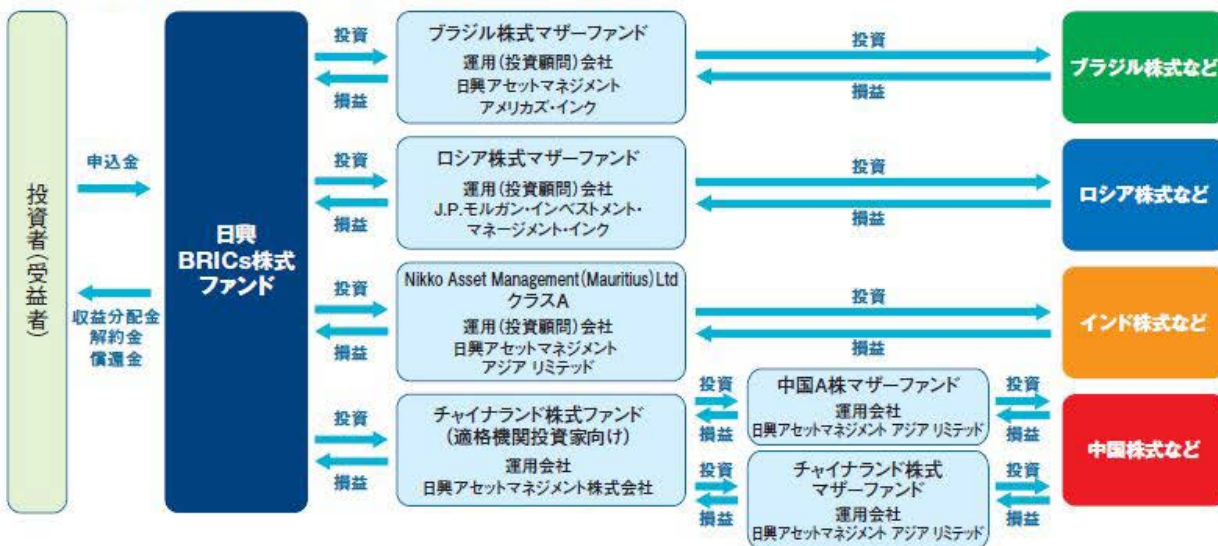 投資者(受益者)
申込金
収益分配金
解約金
償還金
日興
BRICs株式
ファンド
投資
損益
ブラジル株式マザーファンド
運用(投資顧問)会社
日興アセットマネジメント
アメリカズ・インク
投資
損益
ブラジル株式など
投資
損益
ロシア株式マザーファンド
運用(投資顧問)会社
J.P.モルガン・インベストメント・
マネージメント・インク
投資
損益
ロシア株式など
投資
損益
Nikko Asset Management(Mauritius)Ltd
クラスA
運用(投資顧問)会社
日興アセットマネジメント
アジア リミテッド
投資
損益
インド株式など
投資
損益
チャイナランド株式ファンド
(適格機関投資家向け)
運用会社
日興アセットマネジメント株式会社
投資
損益
中国A株マザーファンド
運用会社
日興アセットマネジメント アジア リミテッド
投資
損益
投資
損益
チャイナランド株式
マザーファンド
運用会社
日興アセットマネジメント アジア リミテッド
投資
損益
中国株式など